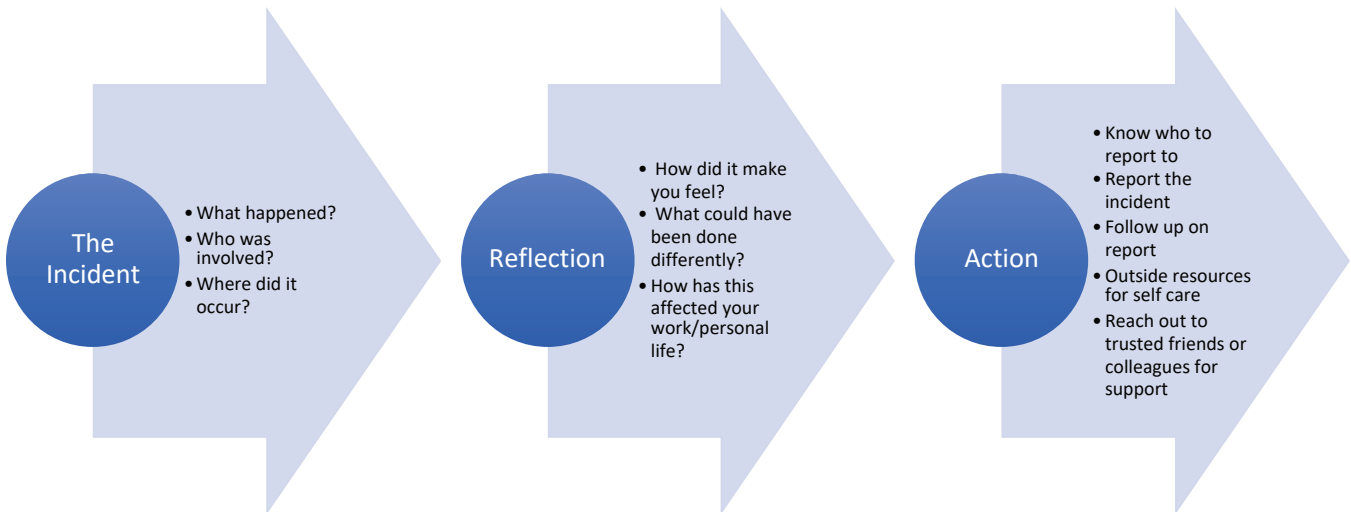 The
Incident
• What happened?
• Who was
involved?
• Where did it
occur?
Reflection
• How did it make
you feel?
• What could have
been done
differently?
• How has this
affected your
work/personal
life?
Action
• Know who to
report to
• Report the
incident
• Follow up on
report
• Outside resources
for self care
• Reach out to
trusted friends or
colleagues for
support